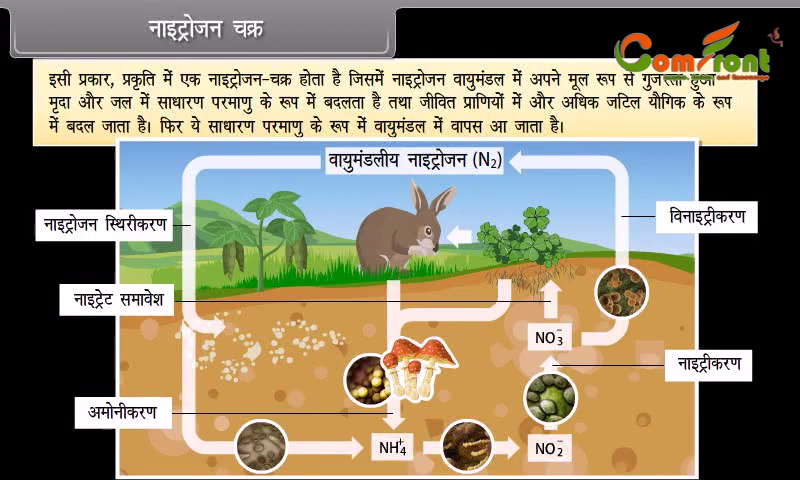 नाइट्रोजन चक्र
ComFront
इसी प्रकार, प्रकृति में एक नाइट्रोजन-चक्र होता है जिसमें नाइट्रोजन वायुमंडल में अपने मूल रूप से गुजरता हुआ
मृदा और जल में साधारण परमाणु के रूप में बदलता है तथा जीवित प्राणियों में और अधिक जटिल यौगिक के रूप
में बदल जाता है। फिर ये साधारण परमाणु के रूप में वायुमंडल में वापस आ जाता है।
वायुमंडलीय नाइट्रोजन (N₂)
नाइट्रोजन स्थिरीकरण
विनाइट्रीकरण
नाइट्रेट समावेश
NO₃⁻
नाइट्रीकरण
अमोनीकरण
NH₄⁺
NO₂⁻